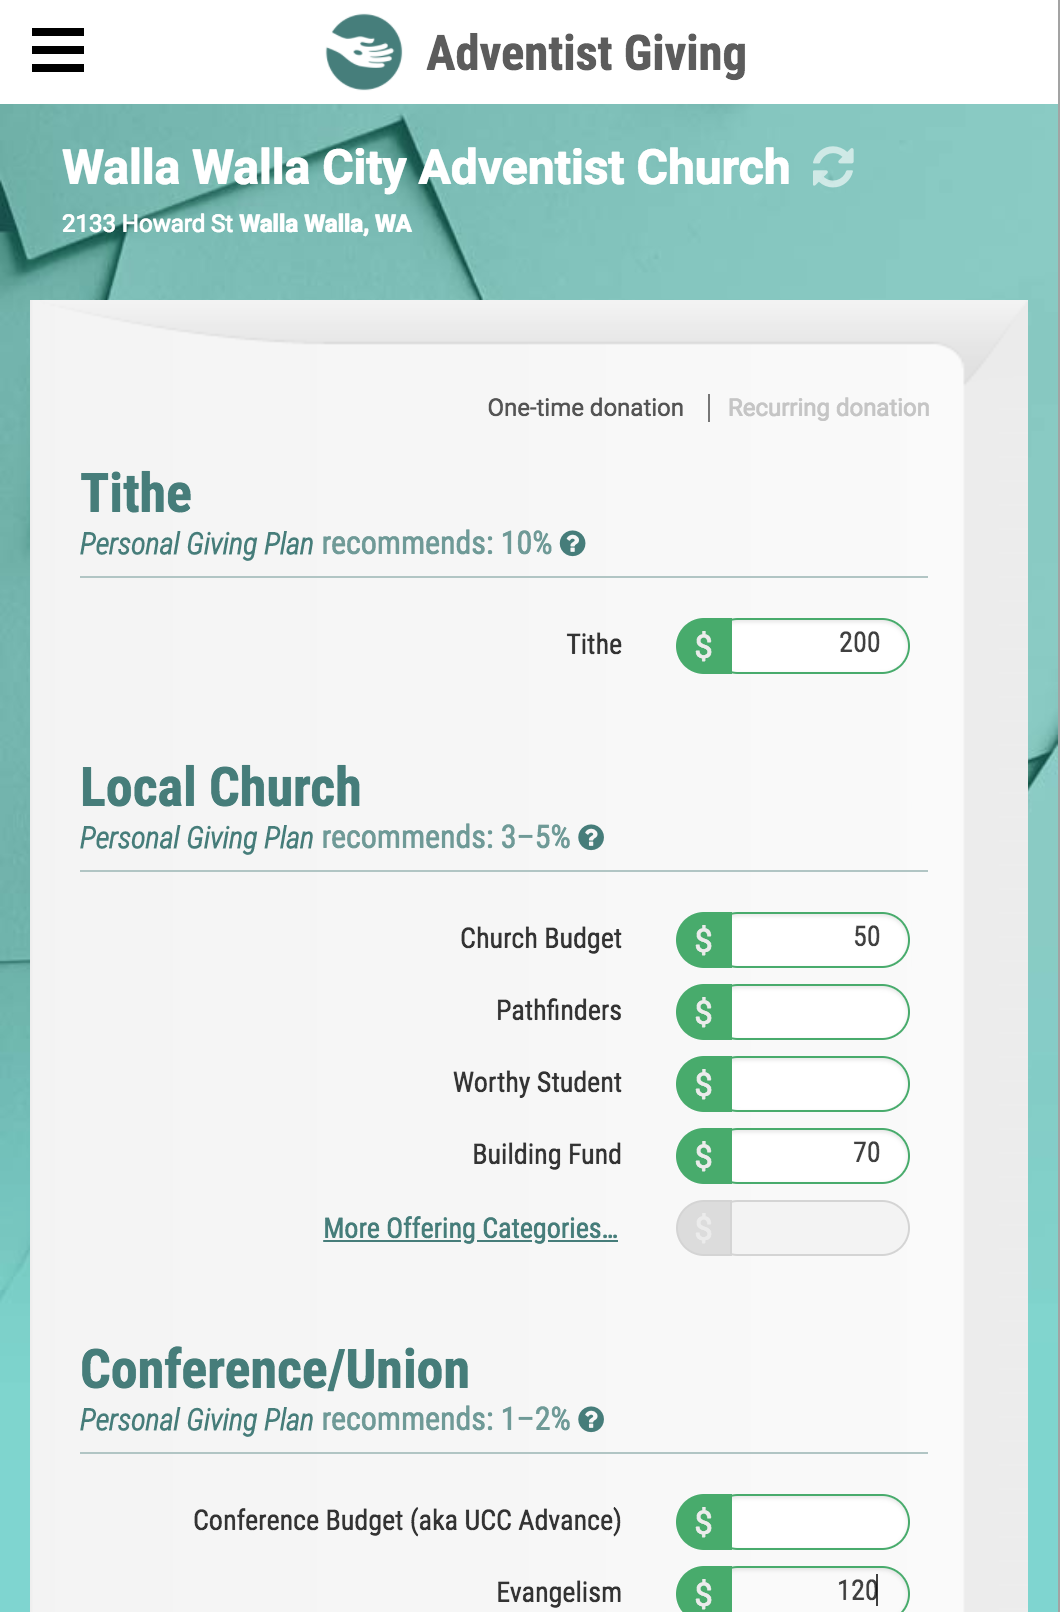 Adventist Giving
Walla Walla City Adventist Church
2133 Howard St Walla Walla, WA
One-time donation | Recurring donation
Tithe
Personal Giving Plan recommends: 10% ?
Tithe $ 200
Local Church
Personal Giving Plan recommends: 3–5% ?
Church Budget $ 50
Pathfinders $
Worthy Student $
Building Fund $ 70
More Offering Categories... $
Conference/Union
Personal Giving Plan recommends: 1–2% ?
Conference Budget (aka UCC Advance) $
Evangelism $ 120